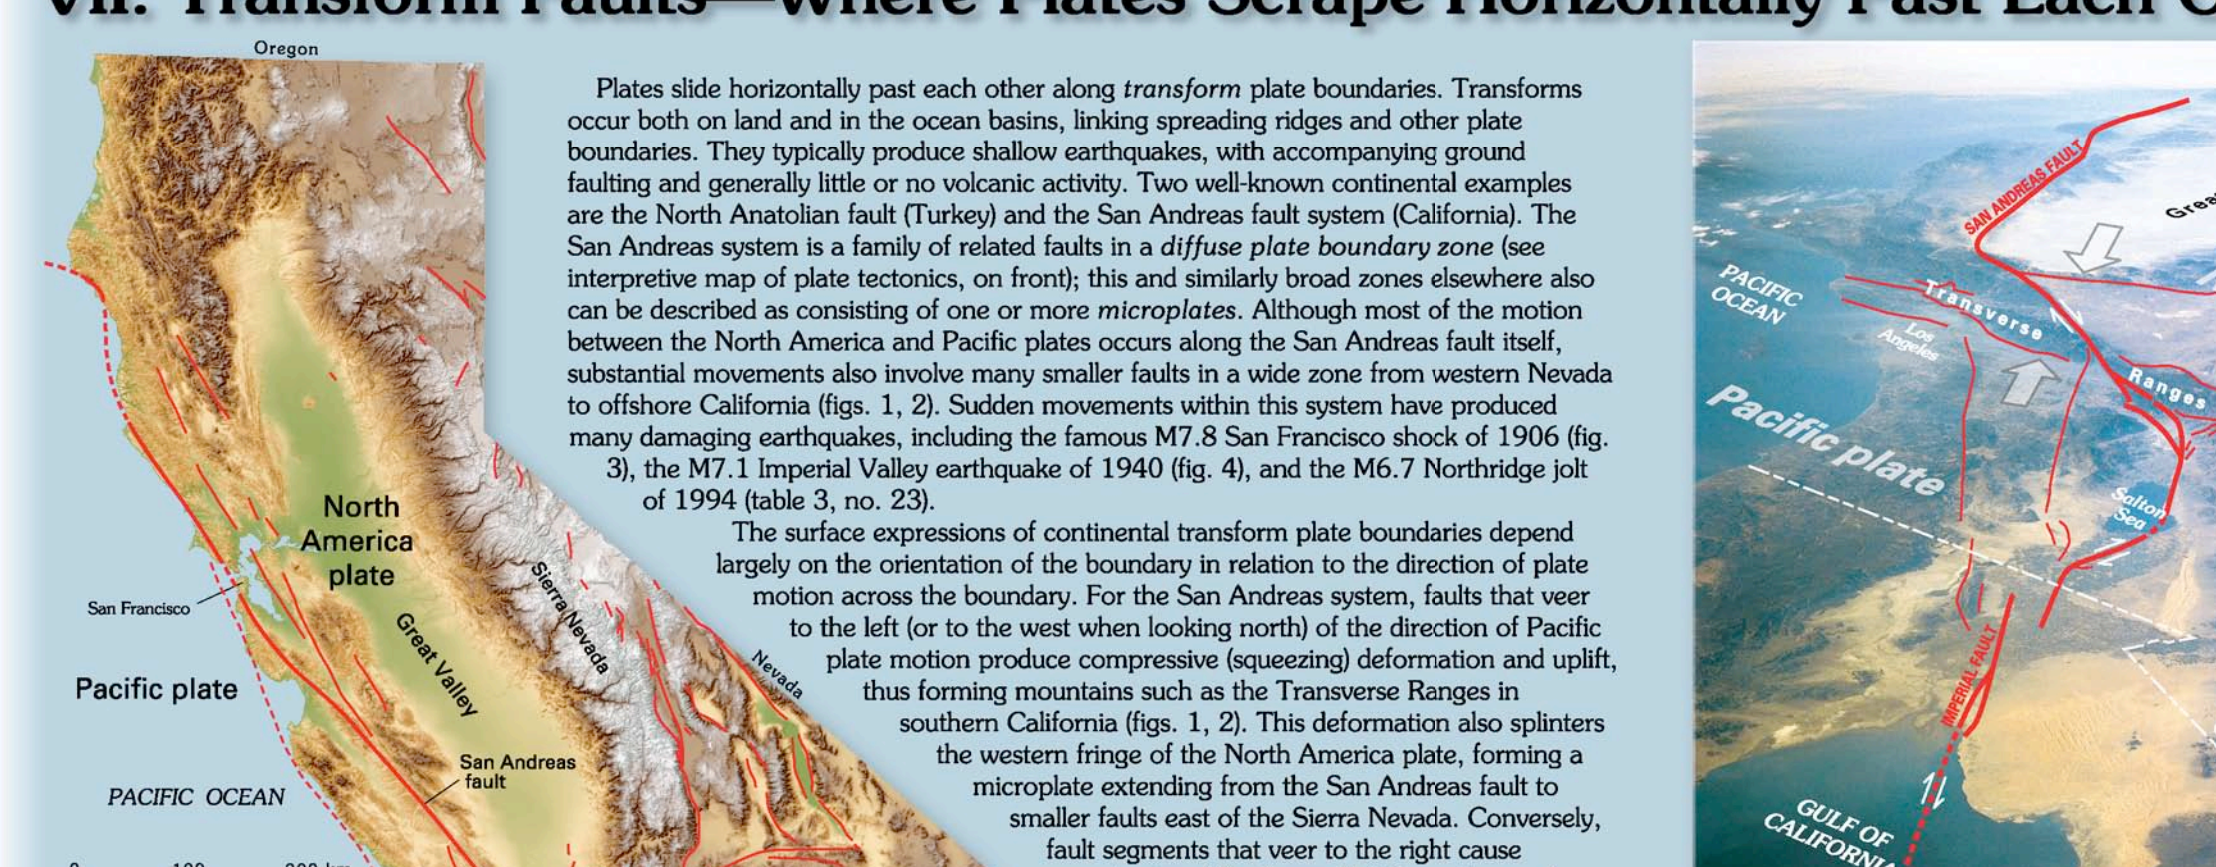 VII. Transform Faults—Where Plates Scrape Horizontally Past Each
Oregon
North
America
plate
San Francisco
Great Valley
Sierra Nevada
Nevada
Pacific plate
San Andreas
fault
PACIFIC OCEAN
Plates slide horizontally past each other along transform plate boundaries. Transforms
occur both on land and in the ocean basins, linking spreading ridges and other plate
boundaries. They typically produce shallow earthquakes, with accompanying ground
faulting and generally little or no volcanic activity. Two well-known continental examples
are the North Anatolian fault (Turkey) and the San Andreas fault system (California). The
San Andreas system is a family of related faults in a diffuse plate boundary zone (see
interpretive map of plate tectonics, on front); this and similarly broad zones elsewhere also
can be described as consisting of one or more microplates. Although most of the motion
between the North America and Pacific plates occurs along the San Andreas fault itself,
substantial movements also involve many smaller faults in a wide zone from western Nevada
to offshore California (figs. 1, 2). Sudden movements within this system have produced
many damaging earthquakes, including the famous M7.8 San Francisco shock of 1906 (fig.
3), the M7.1 Imperial Valley earthquake of 1940 (fig. 4), and the M6.7 Northridge jolt
of 1994 (table 3, no. 23).
The surface expressions of continental transform plate boundaries depend
largely on the orientation of the boundary in relation to the direction of plate
motion across the boundary. For the San Andreas system, faults that veer
to the left (or to the west when looking north) of the direction of Pacific
plate motion produce compressive (squeezing) deformation and uplift,
thus forming mountains such as the Transverse Ranges in
southern California (figs. 1, 2). This deformation also splinters
the western fringe of the North America plate, forming a
microplate extending from the San Andreas fault to
smaller faults east of the Sierra Nevada. Conversely,
fault segments that veer to the right cause
SAN ANDREAS FAULT
PACIFIC
OCEAN
Transverse
Los
Angeles
Ranges
Pacific plate
Salton
Sea
IMPERIAL FAULT
GULF OF
CALIFORNIA